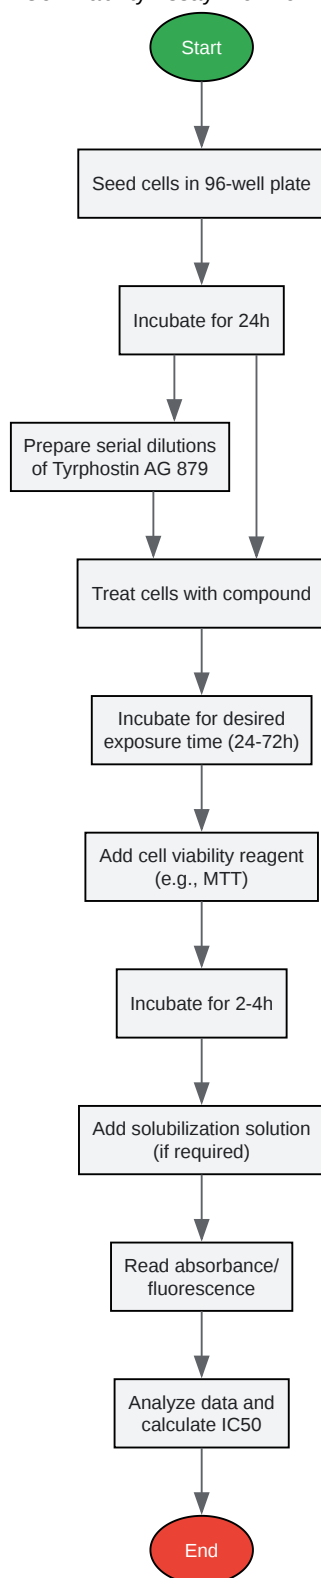 Start
Seed cells in 96-well plate
Incubate for 24h
Prepare serial dilutions
of Tyrphostin AG 879
Treat cells with compound
Incubate for desired
exposure time (24-72h)
Add cell viability reagent
(e.g., MTT)
Incubate for 2-4h
Add solubilization solution
(if required)
Read absorbance/
fluorescence
Analyze data and
calculate IC50
End